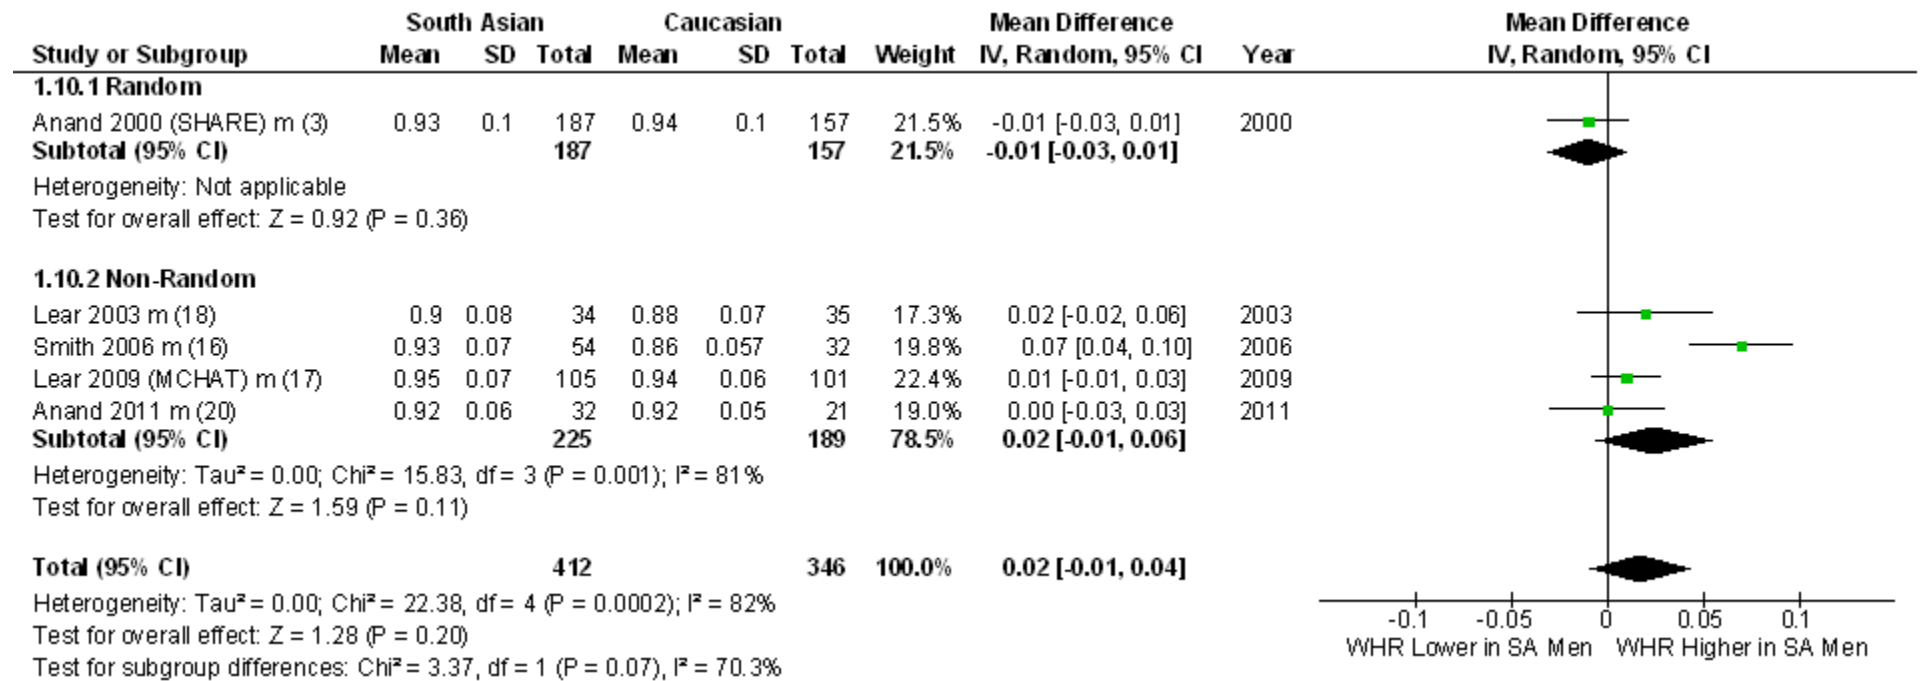 South Asian Caucasian Mean Difference Mean Difference
Study or Subgroup Mean SD Total Mean SD Total Weight IV, Random, 95% CI Year IV, Random, 95% CI
1.10.1 Random
Anand 2000 (SHARE) m (3) 0.93 0.1 187 0.94 0.1 157 21.5% -0.01 [-0.03, 0.01] 2000
Subtotal (95% CI) 187 157 21.5% -0.01 [-0.03, 0.01]
Heterogeneity: Not applicable
Test for overall effect: Z = 0.92 (P = 0.36)
1.10.2 Non-Random
Lear 2003 m (18) 0.9 0.08 34 0.88 0.07 35 17.3% 0.02 [-0.02, 0.06] 2003
Smith 2006 m (16) 0.93 0.07 54 0.86 0.057 32 19.8% 0.07 [0.04, 0.10] 2006
Lear 2009 (MCHAT) m (17) 0.95 0.07 105 0.94 0.06 101 22.4% 0.01 [-0.01, 0.03] 2009
Anand 2011 m (20) 0.92 0.06 32 0.92 0.05 21 19.0% 0.00 [-0.03, 0.03] 2011
Subtotal (95% CI) 225 189 78.5% 0.02 [-0.01, 0.06]
Heterogeneity: Tau² = 0.00; Chi² = 15.83, df = 3 (P = 0.001); I² = 81%
Test for overall effect: Z = 1.59 (P = 0.11)
Total (95% CI) 412 346 100.0% 0.02 [-0.01, 0.04]
Heterogeneity: Tau² = 0.00; Chi² = 22.38, df = 4 (P = 0.0002); I² = 82%
Test for overall effect: Z = 1.28 (P = 0.20)
Test for subgroup differences: Chi² = 3.37, df = 1 (P = 0.07), I² = 70.3%
-0.1 -0.05 0 0.05 0.1
WHR Lower in SA Men WHR Higher in SA Men